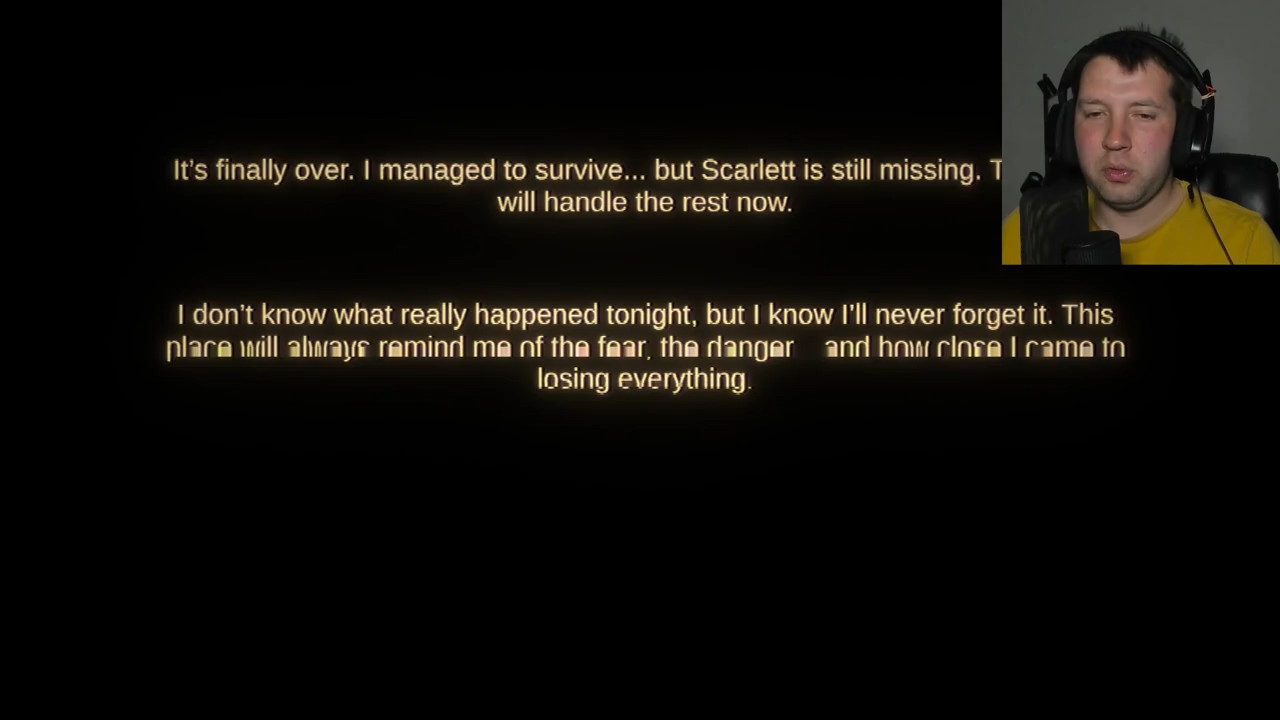 It’s finally over. I managed to survive... but Scarlett is still missing.
will handle the rest now.
I don’t know what really happened tonight, but I know I’ll never forget it. This
place will always remind me of the fear, the danger and how close I came to
losing everything.